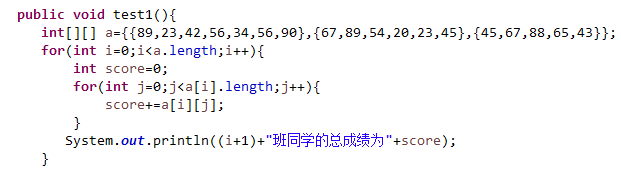 public void test1(){
int[][] a={{89,23,42,56,34,56,90},{67,89,54,20,23,45},{45,67,88,65,43}};
for(int i=0;i<a.length;i++){
int score=0;
for(int j=0;j<a[i].length;j++){
score+=a[i][j];
}
System.out.println((i+1)+"班同学的总成绩为"+score);
}